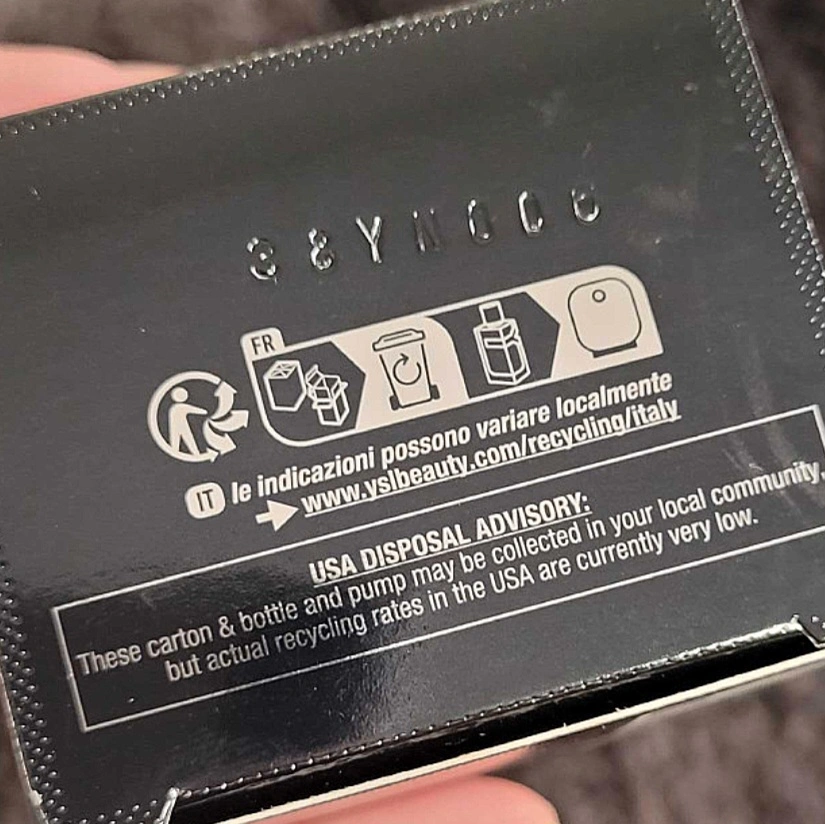 38YN000
FR
IT le indicazioni possono variare localmente
www.yslbeauty.com/recycling/italy
USA DISPOSAL ADVISORY:
These carton & bottle and pump may be collected in your local community,
but actual recycling rates in the USA are currently very low.